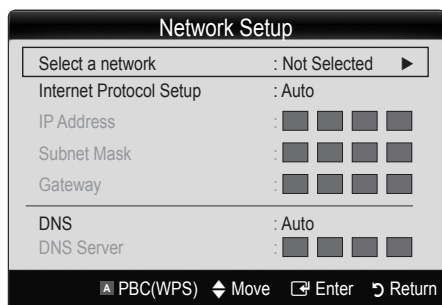 Network Setup
Select a network : Not Selected ►
Internet Protocol Setup : Auto
IP Address :
Subnet Mask :
Gateway :
DNS : Auto
DNS Server :
A PBC(WPS) Move Enter Return